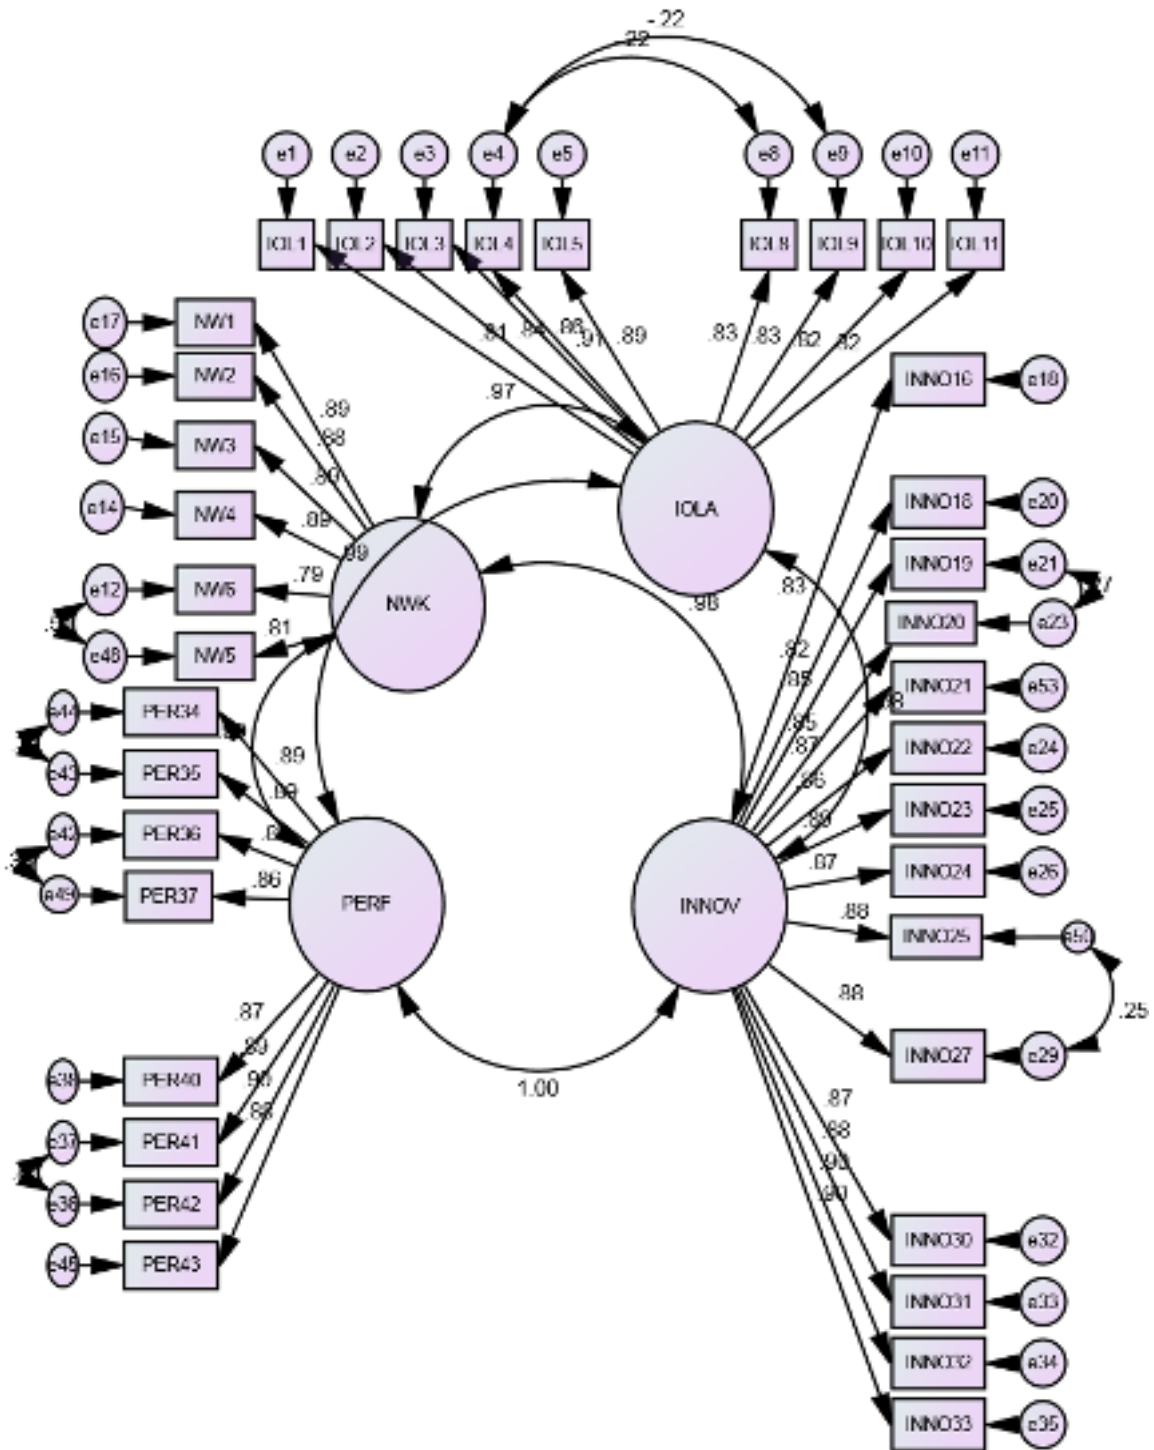 -.22
-.22
e1 e2 e3 e4 e5 e8 e9 e10 e11
IOL1 IOL2 IOL3 IOL4 IOL5 IOL8 IOL9 IOL10 IOL11
e17 NW1
.81 .84 .86 .91 .89 .83 .83 .82
e16 NW2
INNO16 e18
.97
.89
.88
e15 NW3
e14 NW4
.89
IOLA
INNO18 e20
.99
INNO19 e21
e12 NW6 .79
NWK
.98
.83
INNO20 e23
e48 NW5 .81
.82
.85
INNO21 e53
e44 PER34
.85
.87
INNO22 e24
.89
e43 PER35
.86
.89
INNO23 e25
e42 PER36
.87
INNO24 e26
e49 PER37 .86
PERF
INNOV
.88
INNO25 e50
.88
.25
.87
INNO27 e29
.89
e38 PER40
.90
1.00
.87
.88
e37 PER41
.88
.90
.90
e36 PER42
INNO30 e32
e45 PER43
INNO31 e33
INNO32 e34
INNO33 e35